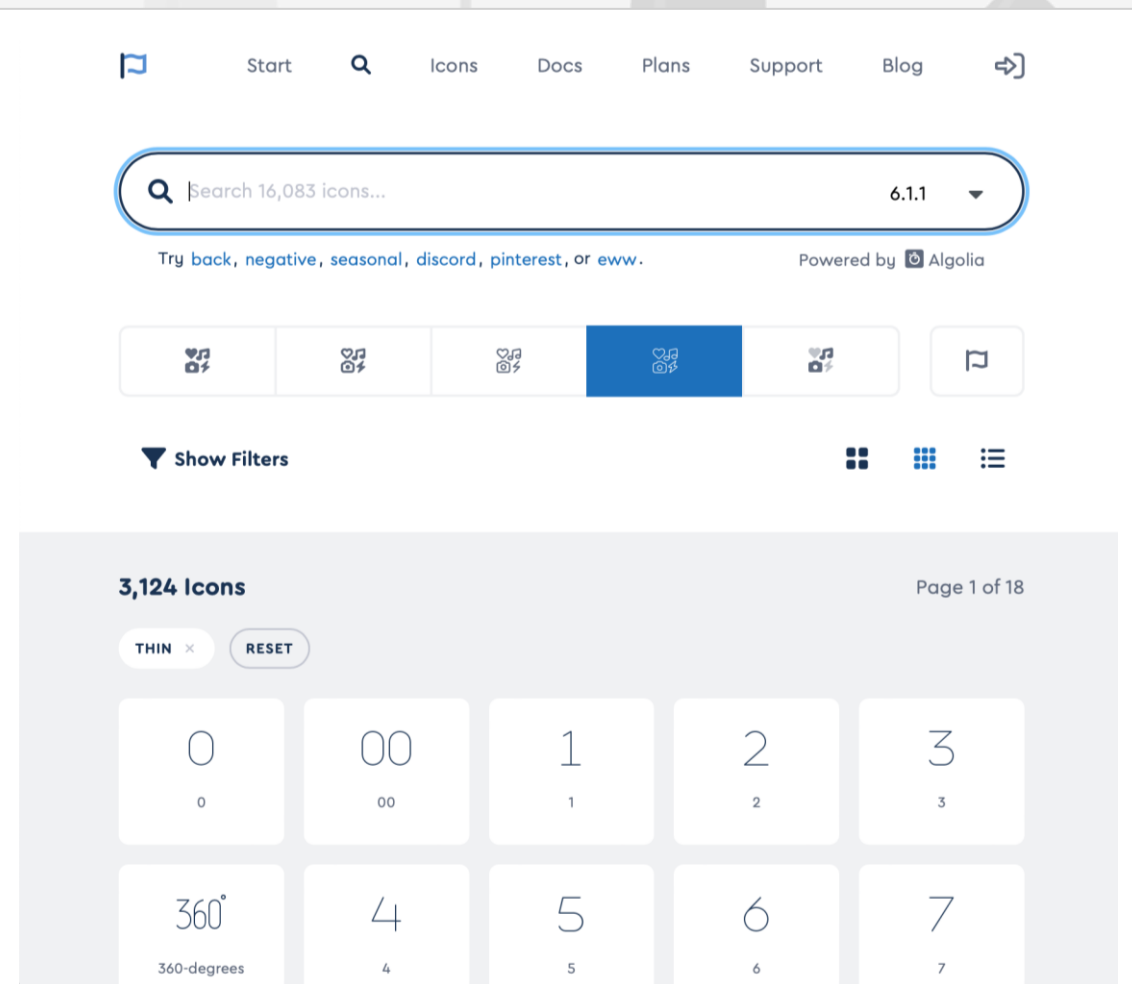 Start Icons Docs Plans Support Blog
Search 16,083 icons... 6.1.1
Try back, negative, seasonal, discord, pinterest, or eww. Powered by Algolia
Show Filters
3,124 Icons Page 1 of 18
THIN × RESET
0 00 1 2 3
0 00 1 2 3
360° 4 5 6 7
360-degrees 4 5 6 7